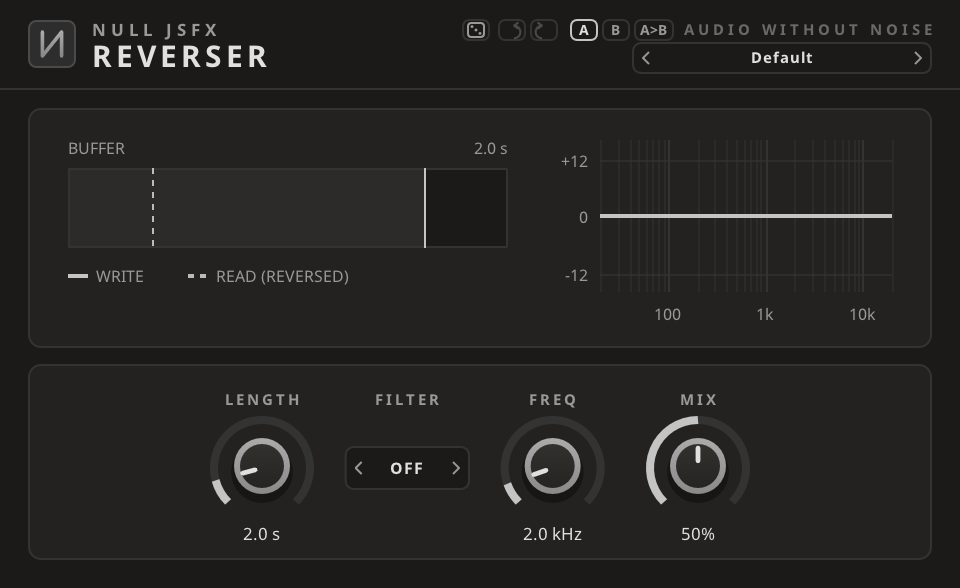 NULL JSFX
REVERSER
A B A>B AUDIO WITHOUT NOISE
Default
BUFFER 2.0 s
WRITE READ (REVERSED)
+12
0
-12
100 1k 10k
LENGTH FILTER FREQ MIX
OFF
2.0 s 2.0 kHz 50%